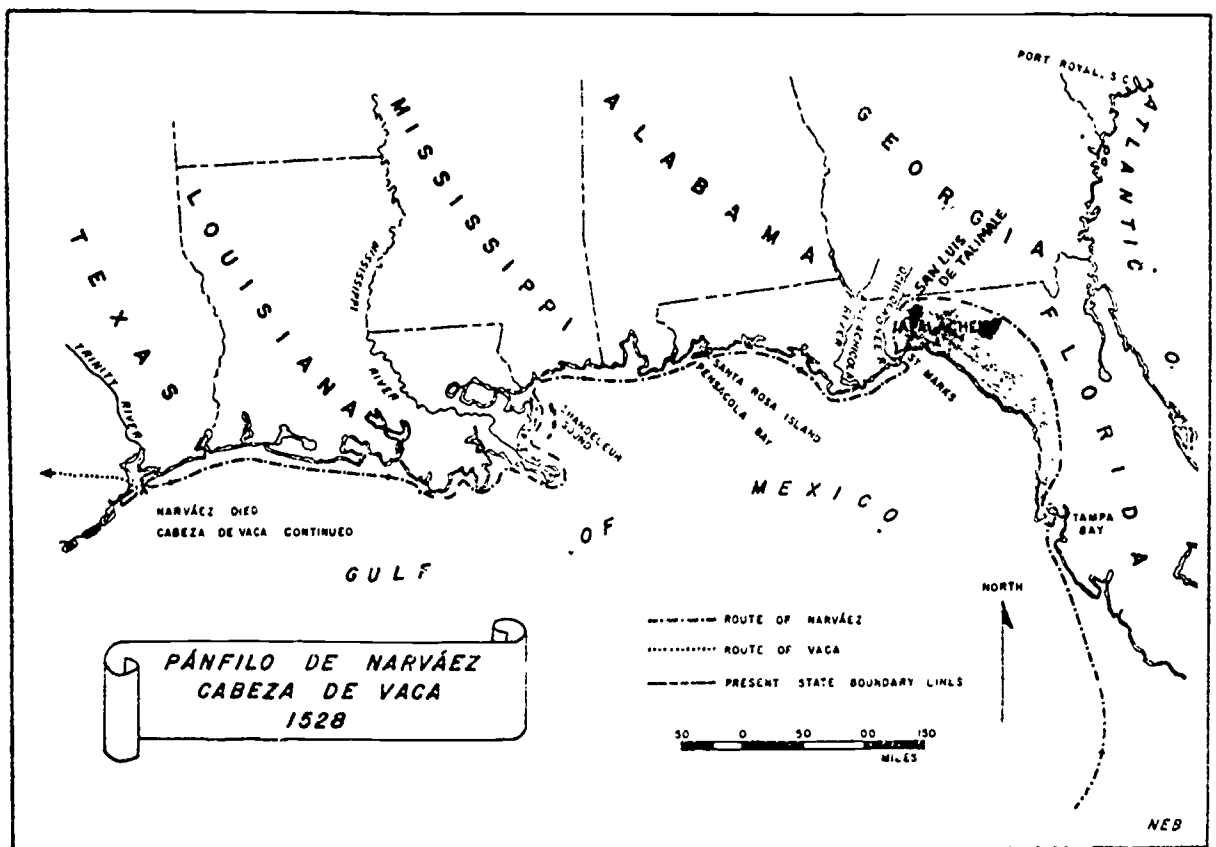 PORT ROYAL, S C
ATLANTIC
O.
GEORGIA
ALABAMA
MISSISSIPPI
LOUISIANA
TEXAS
FLORIDA
SAN LUIS
DE TALIMALE
MISSISSIPPI
RIVER
TRINITY
RIVER
RIVER
ST MARKS
SANTA ROSA ISLAND
PENSACOLA BAY
CHANDELEUR
SOUND
TAMPA
BAY
NARVÁEZ DIED
CABEZA DE VACA CONTINUED
GULF
OF
MEXICO
NORTH
ROUTE OF NARVÁEZ
ROUTE OF VACA
PRESENT STATE BOUNDARY LINES
PÁNFILO DE NARVÁEZ
CABEZA DE VACA
1528
50 0 50 00 150
MILES
NEB